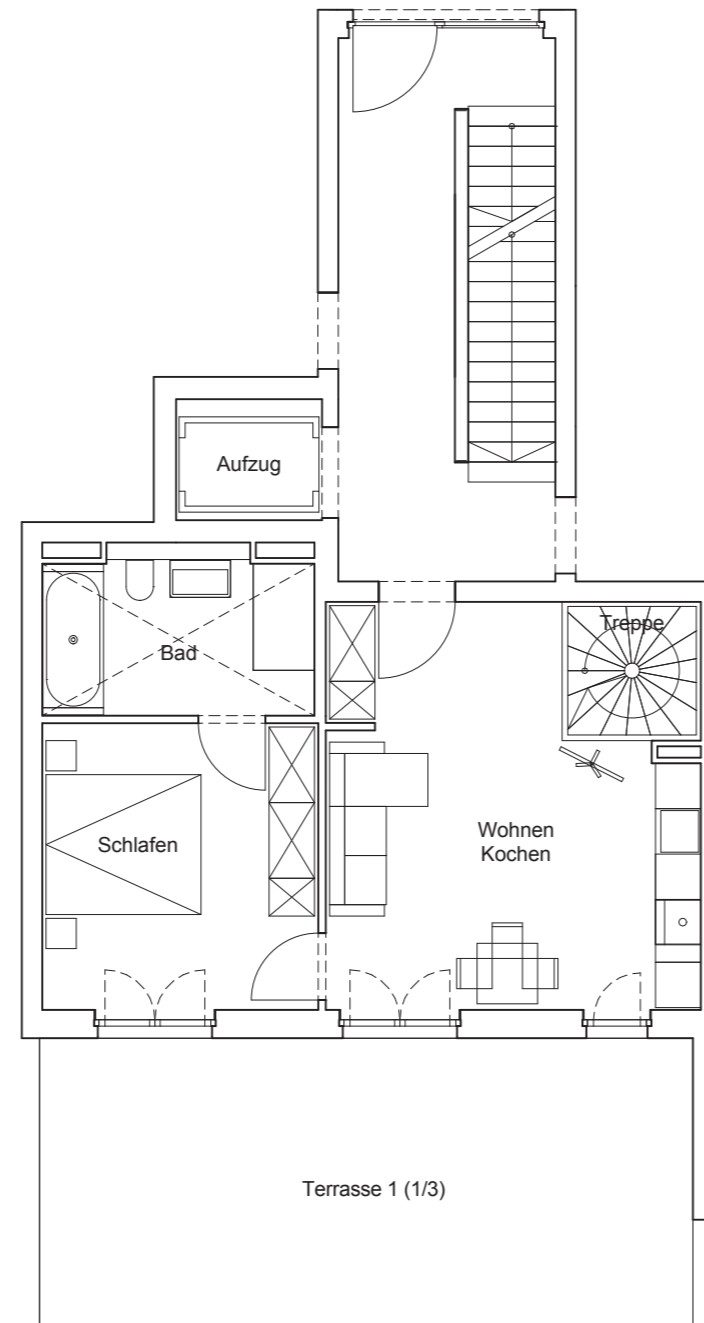 Aufzug
Treppe
Bad
Wohnen
Kochen
Schlafen
Terrasse 1 (1/3)